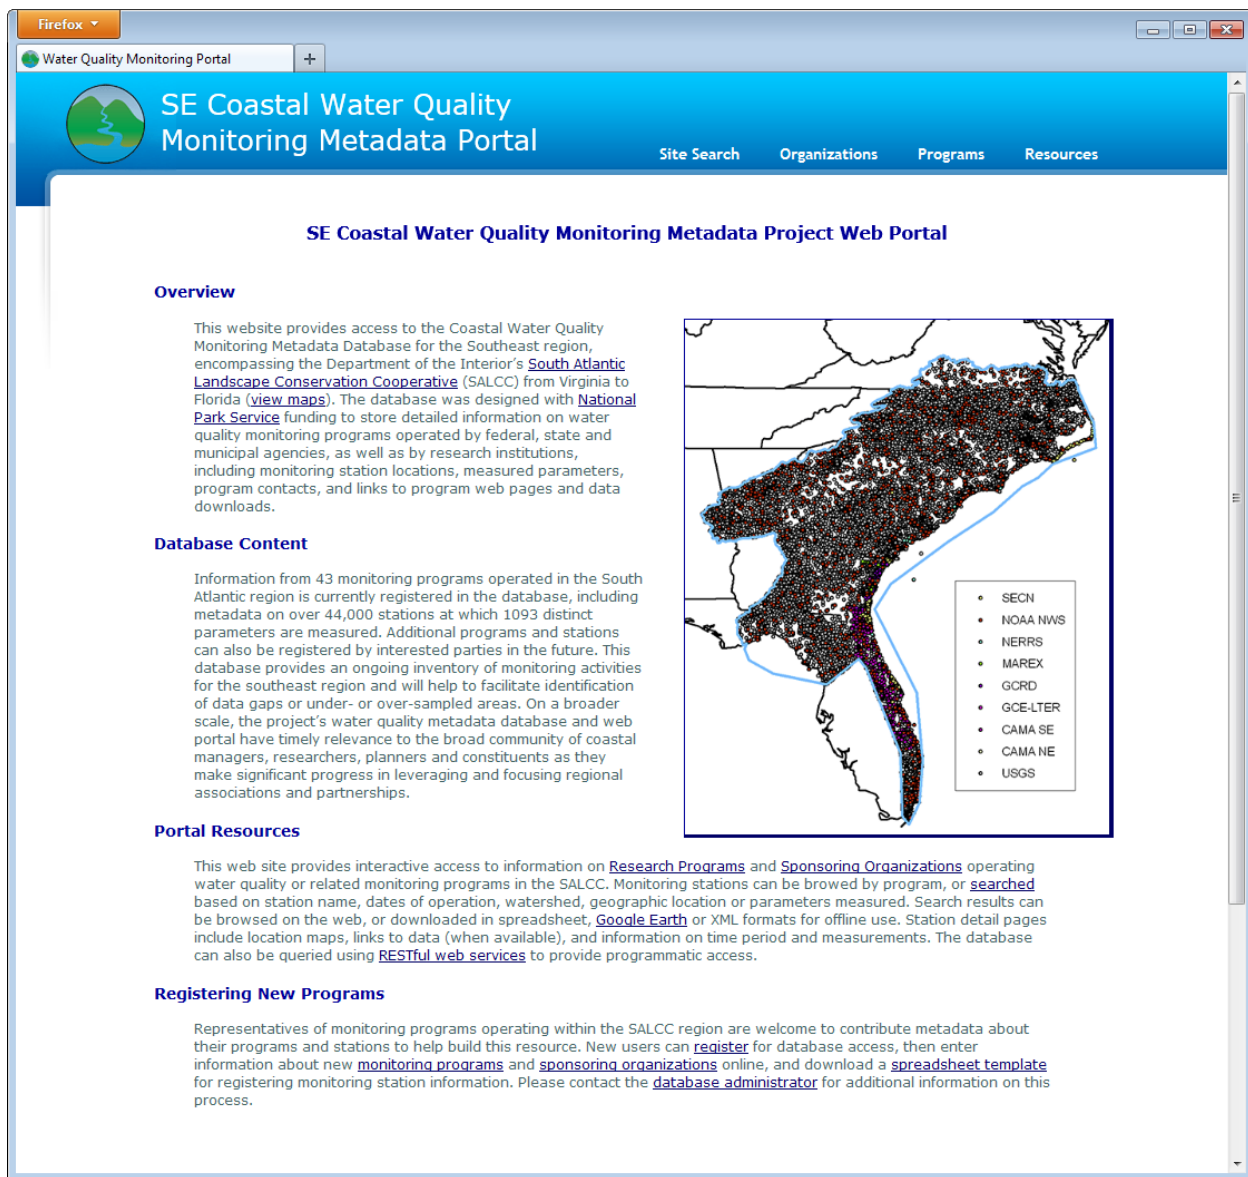 Firefox
Water Quality Monitoring Portal
SE Coastal Water Quality
Monitoring Metadata Portal
Site Search Organizations Programs Resources
SE Coastal Water Quality Monitoring Metadata Project Web Portal
Overview
This website provides access to the Coastal Water Quality
Monitoring Metadata Database for the Southeast region,
encompassing the Department of the Interior's South Atlantic
Landscape Conservation Cooperative (SALCC) from Virginia to
Florida (view maps). The database was designed with National
Park Service funding to store detailed information on water
quality monitoring programs operated by federal, state and
municipal agencies, as well as by research institutions,
including monitoring station locations, measured parameters,
program contacts, and links to program web pages and data
downloads.
Database Content
Information from 43 monitoring programs operated in the South
Atlantic region is currently registered in the database, including
metadata on over 44,000 stations at which 1093 distinct
parameters are measured. Additional programs and stations
can also be registered by interested parties in the future. This
database provides an ongoing inventory of monitoring activities
for the southeast region and will help to facilitate identification
of data gaps or under- or over-sampled areas. On a broader
scale, the project's water quality metadata database and web
portal have timely relevance to the broad community of coastal
managers, researchers, planners and constituents as they
make significant progress in leveraging and focusing regional
associations and partnerships.
SECN
NOAA NWS
NERRS
MAREX
GCRD
GCE-LTER
CAMA SE
CAMA NE
USGS
Portal Resources
This web site provides interactive access to information on Research Programs and Sponsoring Organizations operating
water quality or related monitoring programs in the SALCC. Monitoring stations can be browed by program, or searched
based on station name, dates of operation, watershed, geographic location or parameters measured. Search results can
be browsed on the web, or downloaded in spreadsheet, Google Earth or XML formats for offline use. Station detail pages
include location maps, links to data (when available), and information on time period and measurements. The database
can also be queried using RESTful web services to provide programmatic access.
Registering New Programs
Representatives of monitoring programs operating within the SALCC region are welcome to contribute metadata about
their programs and stations to help build this resource. New users can register for database access, then enter
information about new monitoring programs and sponsoring organizations online, and download a spreadsheet template
for registering monitoring station information. Please contact the database administrator for additional information on this
process.